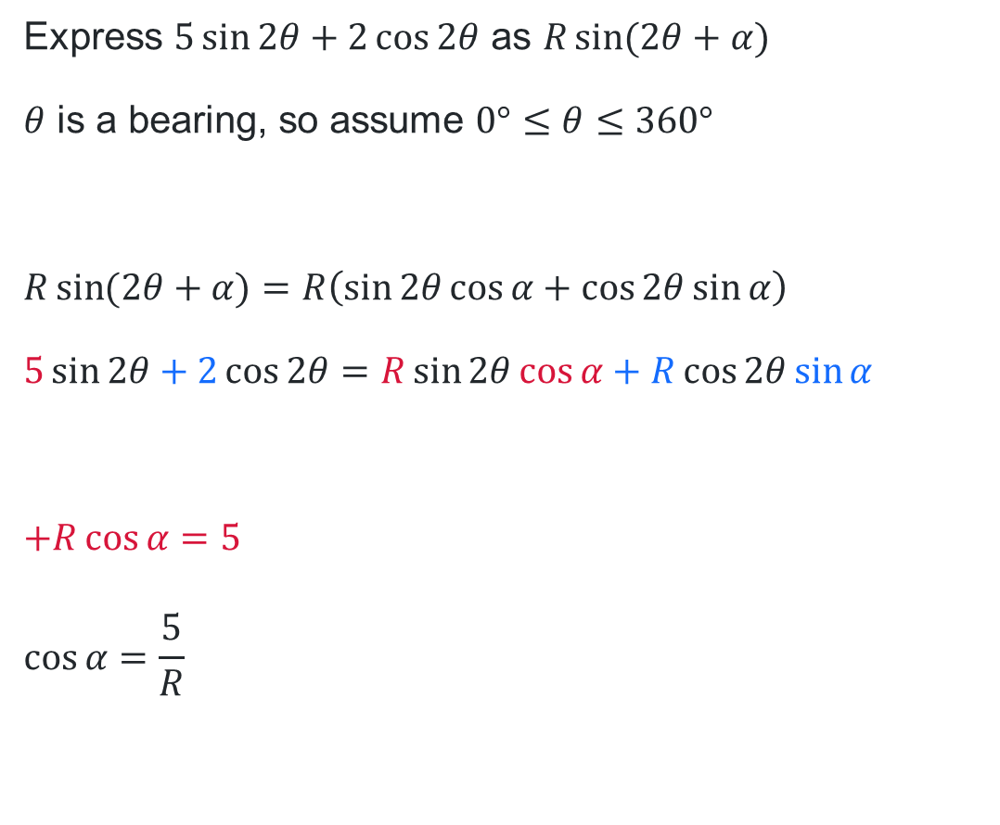 Express 5 sin 2θ + 2 cos 2θ as R sin(2θ + α)
θ is a bearing, so assume 0° ≤ θ ≤ 360°
R sin(2θ + α) = R(sin 2θ cos α + cos 2θ sin α)
5 sin 2θ + 2 cos 2θ = R sin 2θ cos α + R cos 2θ sin α
+R cos α = 5
cos α = 5/R